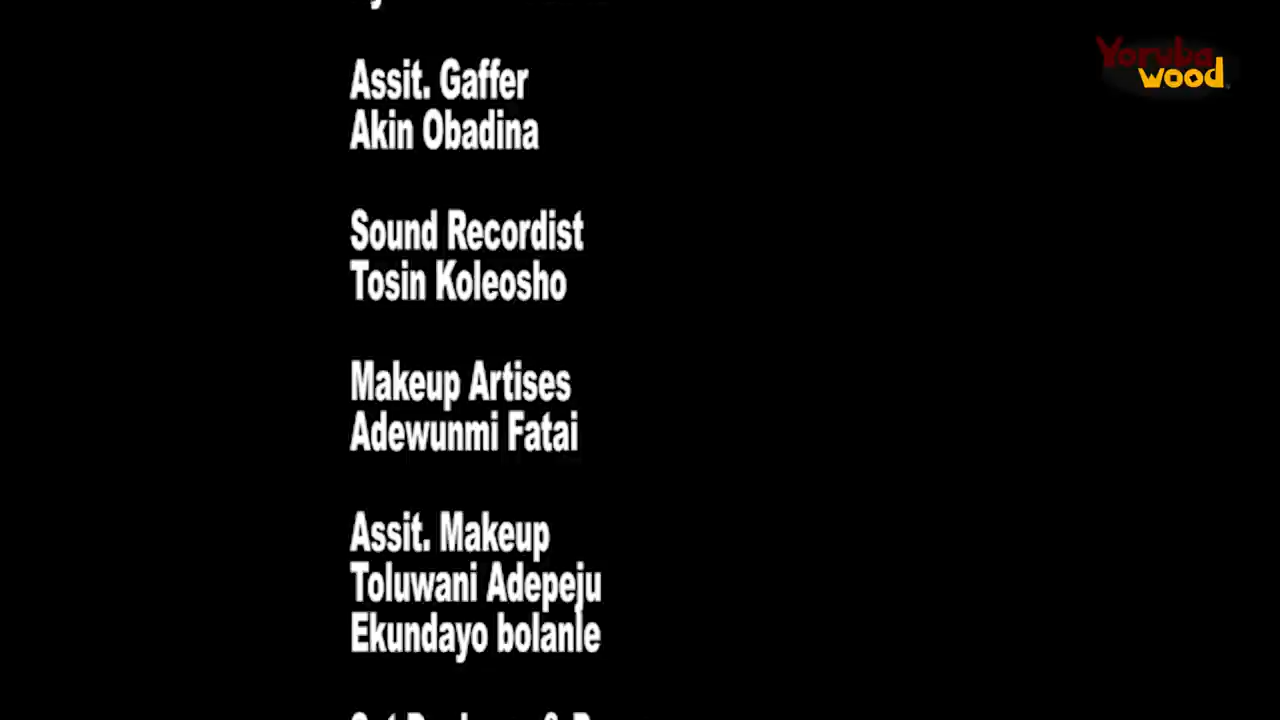 Yoruba
wood
Assit. Gaffer
Akin Obadina
Sound Recordist
Tosin Koleosho
Makeup Artises
Adewunmi Fatai
Assit. Makeup
Toluwani Adepeju
Ekundayo bolanle